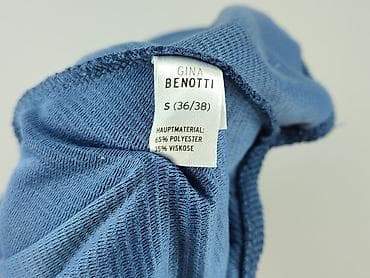 GINA
BENOTTI
S (36/38)
HAUPTMATERIAL:
65% POLYESTER
35% VISKOSE